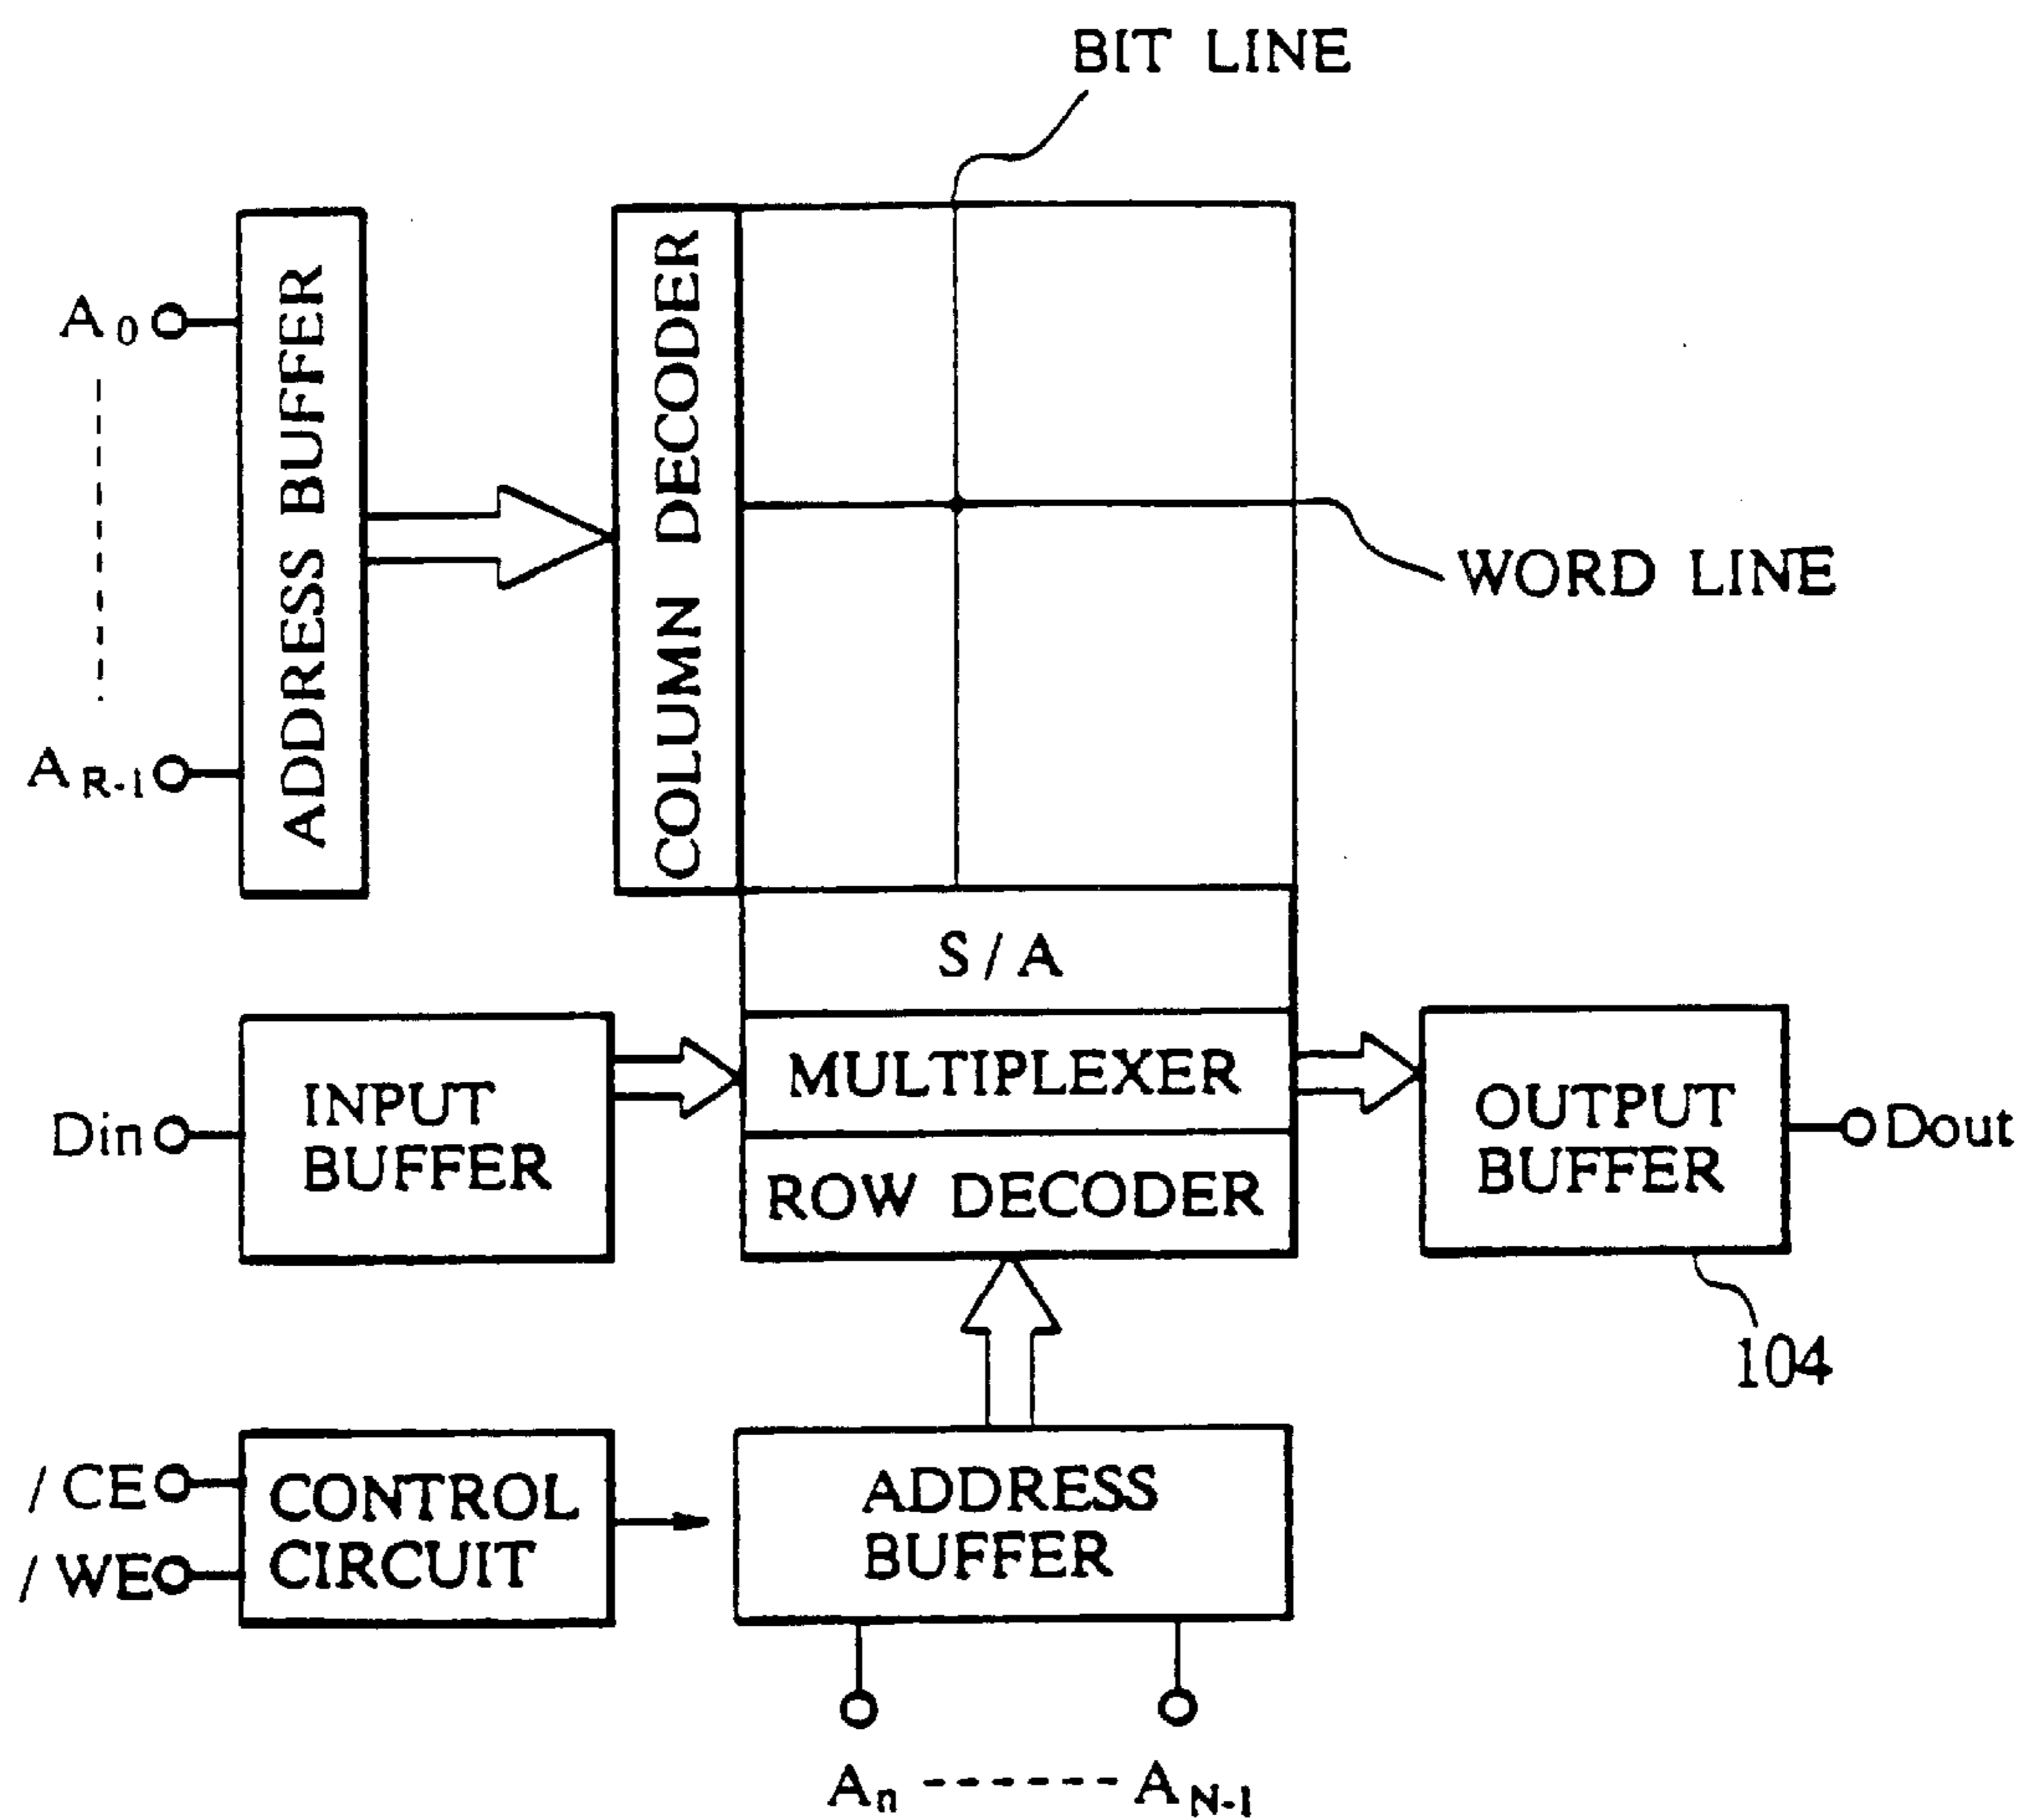 BIT LINE
A0
ADDRESS BUFFER
COLUMN DECODER
WORD LINE
AR-1
S/A
MULTIPLEXER
ROW DECODER
Din
INPUT
BUFFER
OUTPUT
BUFFER
Dout
104
/CE
/WE
CONTROL
CIRCUIT
ADDRESS
BUFFER
An ------- AN-1